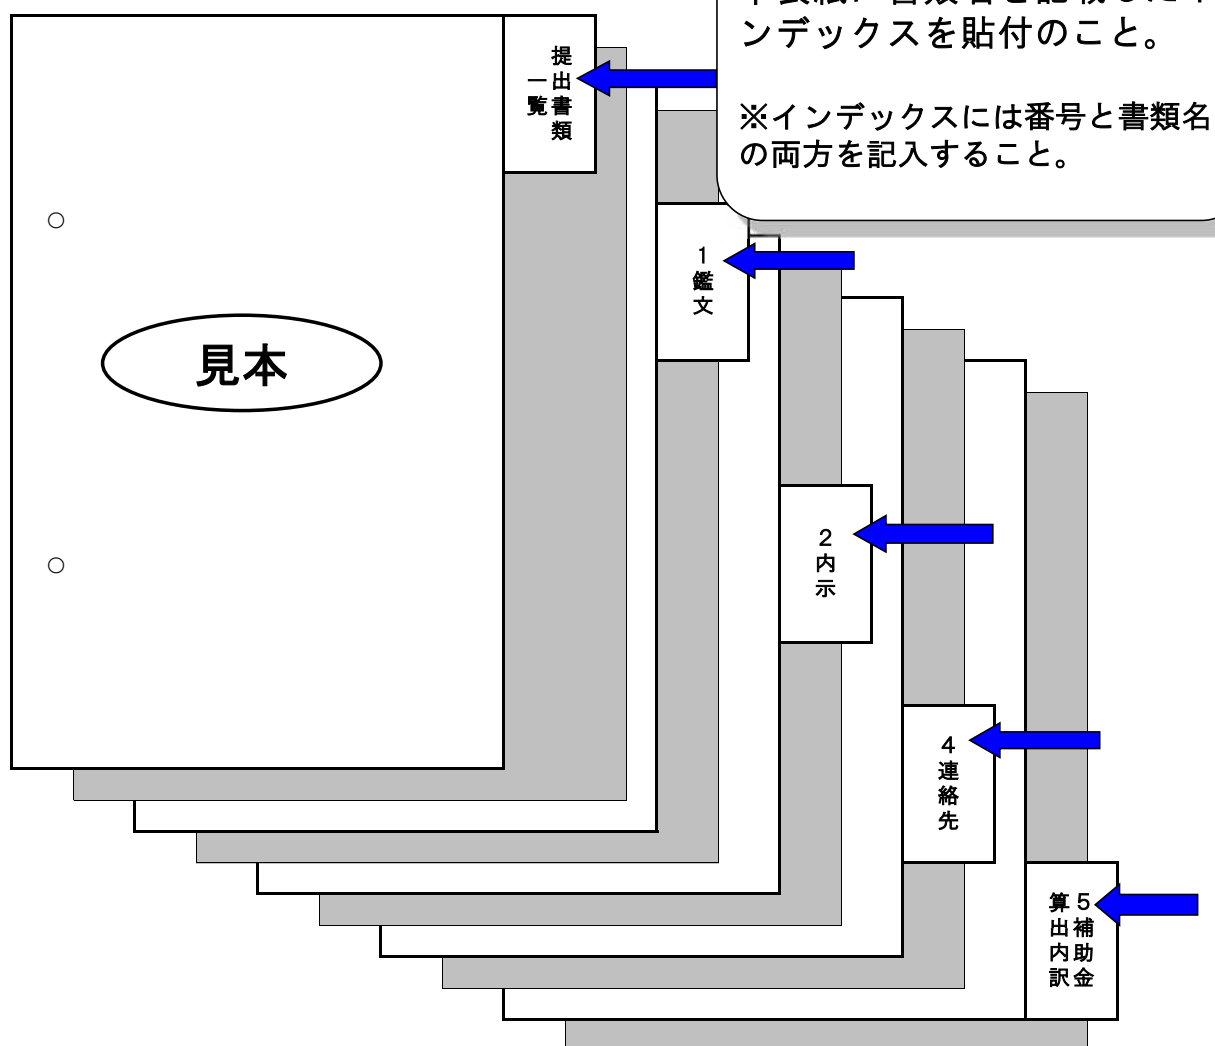 ンデックスを貼付のこと。
※インデックスには番号と書類名
の両方を記入すること。
提出書類
一覧
見本
1鑑文
2内示
4連絡先
5補助金
算出内訳